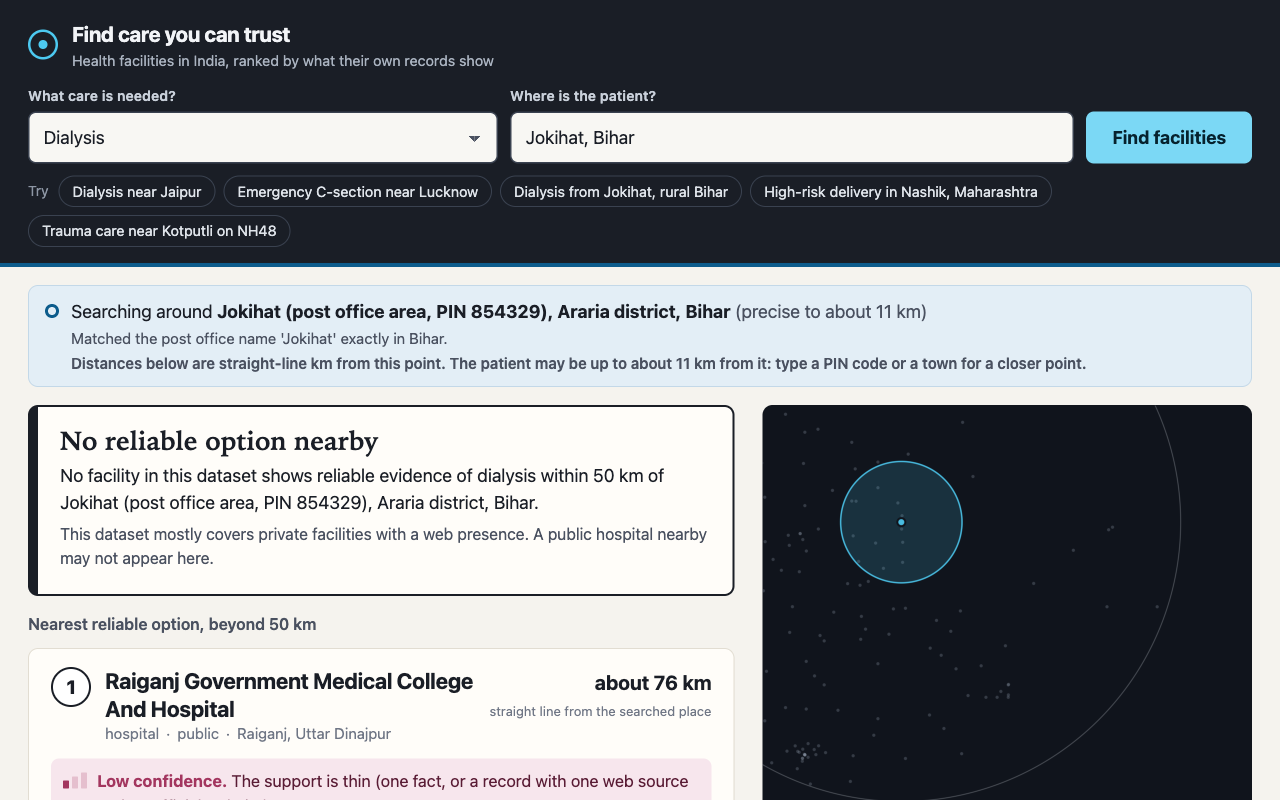 Find care you can trust
Health facilities in India, ranked by what their own records show
What care is needed?
Where is the patient?
Dialysis
Jokihat, Bihar
Find facilities
Try
Dialysis near Jaipur
Emergency C-section near Lucknow
Dialysis from Jokihat, rural Bihar
High-risk delivery in Nashik, Maharashtra
Trauma care near Kotputli on NH48
Searching around Jokihat (post office area, PIN 854329), Araria district, Bihar (precise to about 11 km)
Matched the post office name 'Jokihat' exactly in Bihar.
Distances below are straight-line km from this point. The patient may be up to about 11 km from it: type a PIN code or a town for a closer point.
No reliable option nearby
No facility in this dataset shows reliable evidence of dialysis within 50 km of
Jokihat (post office area, PIN 854329), Araria district, Bihar.
This dataset mostly covers private facilities with a web presence. A public hospital nearby
may not appear here.
Nearest reliable option, beyond 50 km
1
Raiganj Government Medical College
And Hospital
about 76 km
straight line from the searched place
hospital · public · Raiganj, Uttar Dinajpur
Low confidence. The support is thin (one fact, or a record with one web source